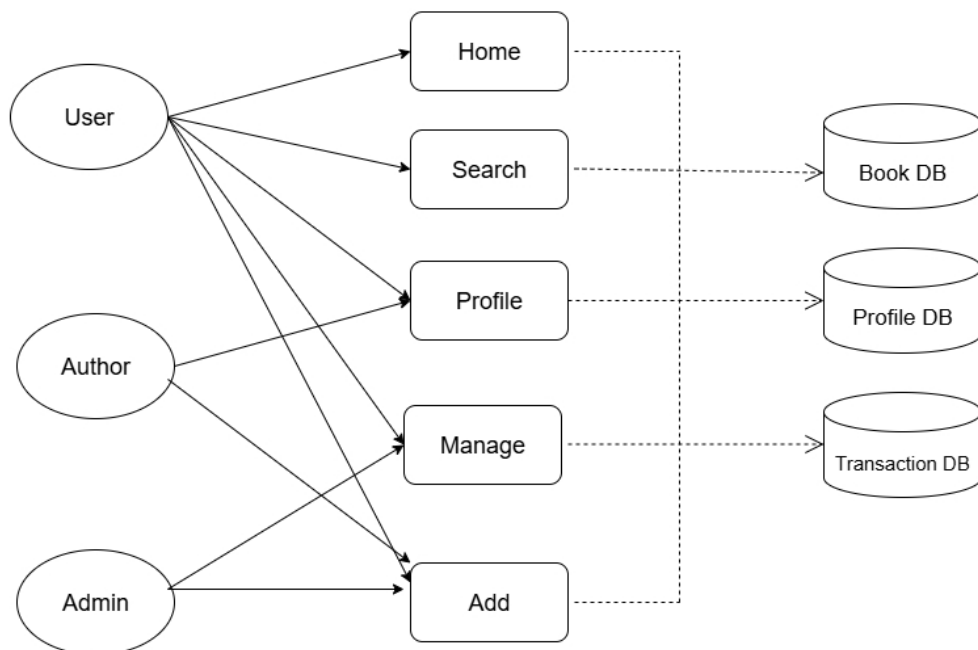 Home
User
Search
Book DB
Profile
Profile DB
Author
Manage
Transaction DB
Admin
Add